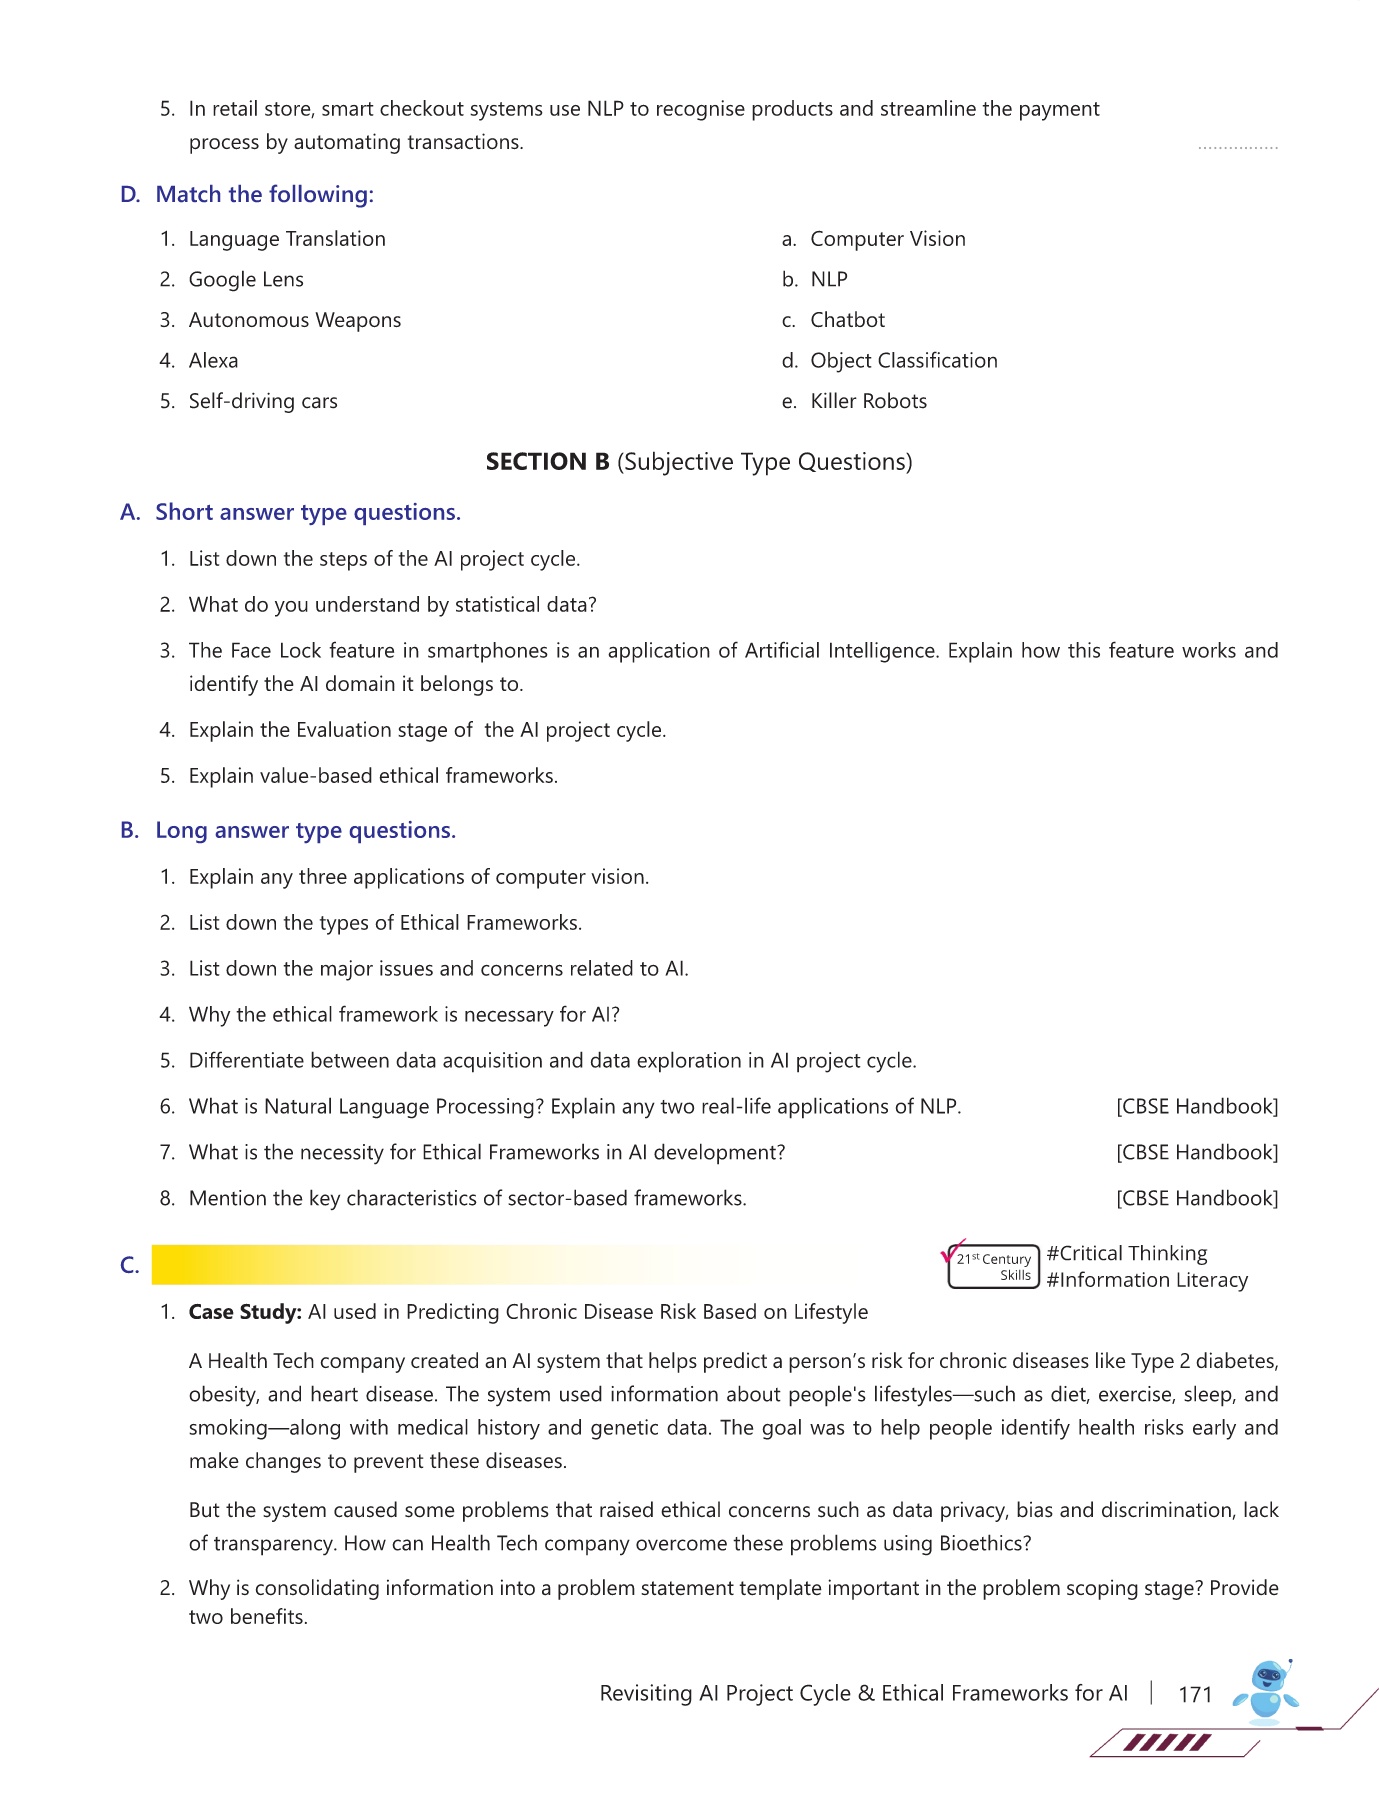 5. In retail store, smart checkout systems use NLP to recognise products and streamline the payment
process by automating transactions. ................
D. Match the following:
1. Language Translation a. Computer Vision
2. Google Lens b. NLP
3. Autonomous Weapons c. Chatbot
4. Alexa d. Object Classification
5. Self-driving cars e. Killer Robots
SECTION B (Subjective Type Questions)
A. Short answer type questions.
1. List down the steps of the AI project cycle.
2. What do you understand by statistical data?
3. The Face Lock feature in smartphones is an application of Artificial Intelligence. Explain how this feature works and
identify the AI domain it belongs to.
4. Explain the Evaluation stage of the AI project cycle.
5. Explain value-based ethical frameworks.
B. Long answer type questions.
1. Explain any three applications of computer vision.
2. List down the types of Ethical Frameworks.
3. List down the major issues and concerns related to AI.
4. Why the ethical framework is necessary for AI?
5. Differentiate between data acquisition and data exploration in AI project cycle.
6. What is Natural Language Processing? Explain any two real-life applications of NLP. [CBSE Handbook]
7. What is the necessity for Ethical Frameworks in AI development? [CBSE Handbook]
8. Mention the key characteristics of sector-based frameworks. [CBSE Handbook]
C. 21st Century Skills #Critical Thinking
#Information Literacy
1. Case Study: AI used in Predicting Chronic Disease Risk Based on Lifestyle
A Health Tech company created an AI system that helps predict a person’s risk for chronic diseases like Type 2 diabetes,
obesity, and heart disease. The system used information about people's lifestyles—such as diet, exercise, sleep, and
smoking—along with medical history and genetic data. The goal was to help people identify health risks early and
make changes to prevent these diseases.
But the system caused some problems that raised ethical concerns such as data privacy, bias and discrimination, lack
of transparency. How can Health Tech company overcome these problems using Bioethics?
2. Why is consolidating information into a problem statement template important in the problem scoping stage? Provide
two benefits.
Revisiting AI Project Cycle & Ethical Frameworks for AI | 171